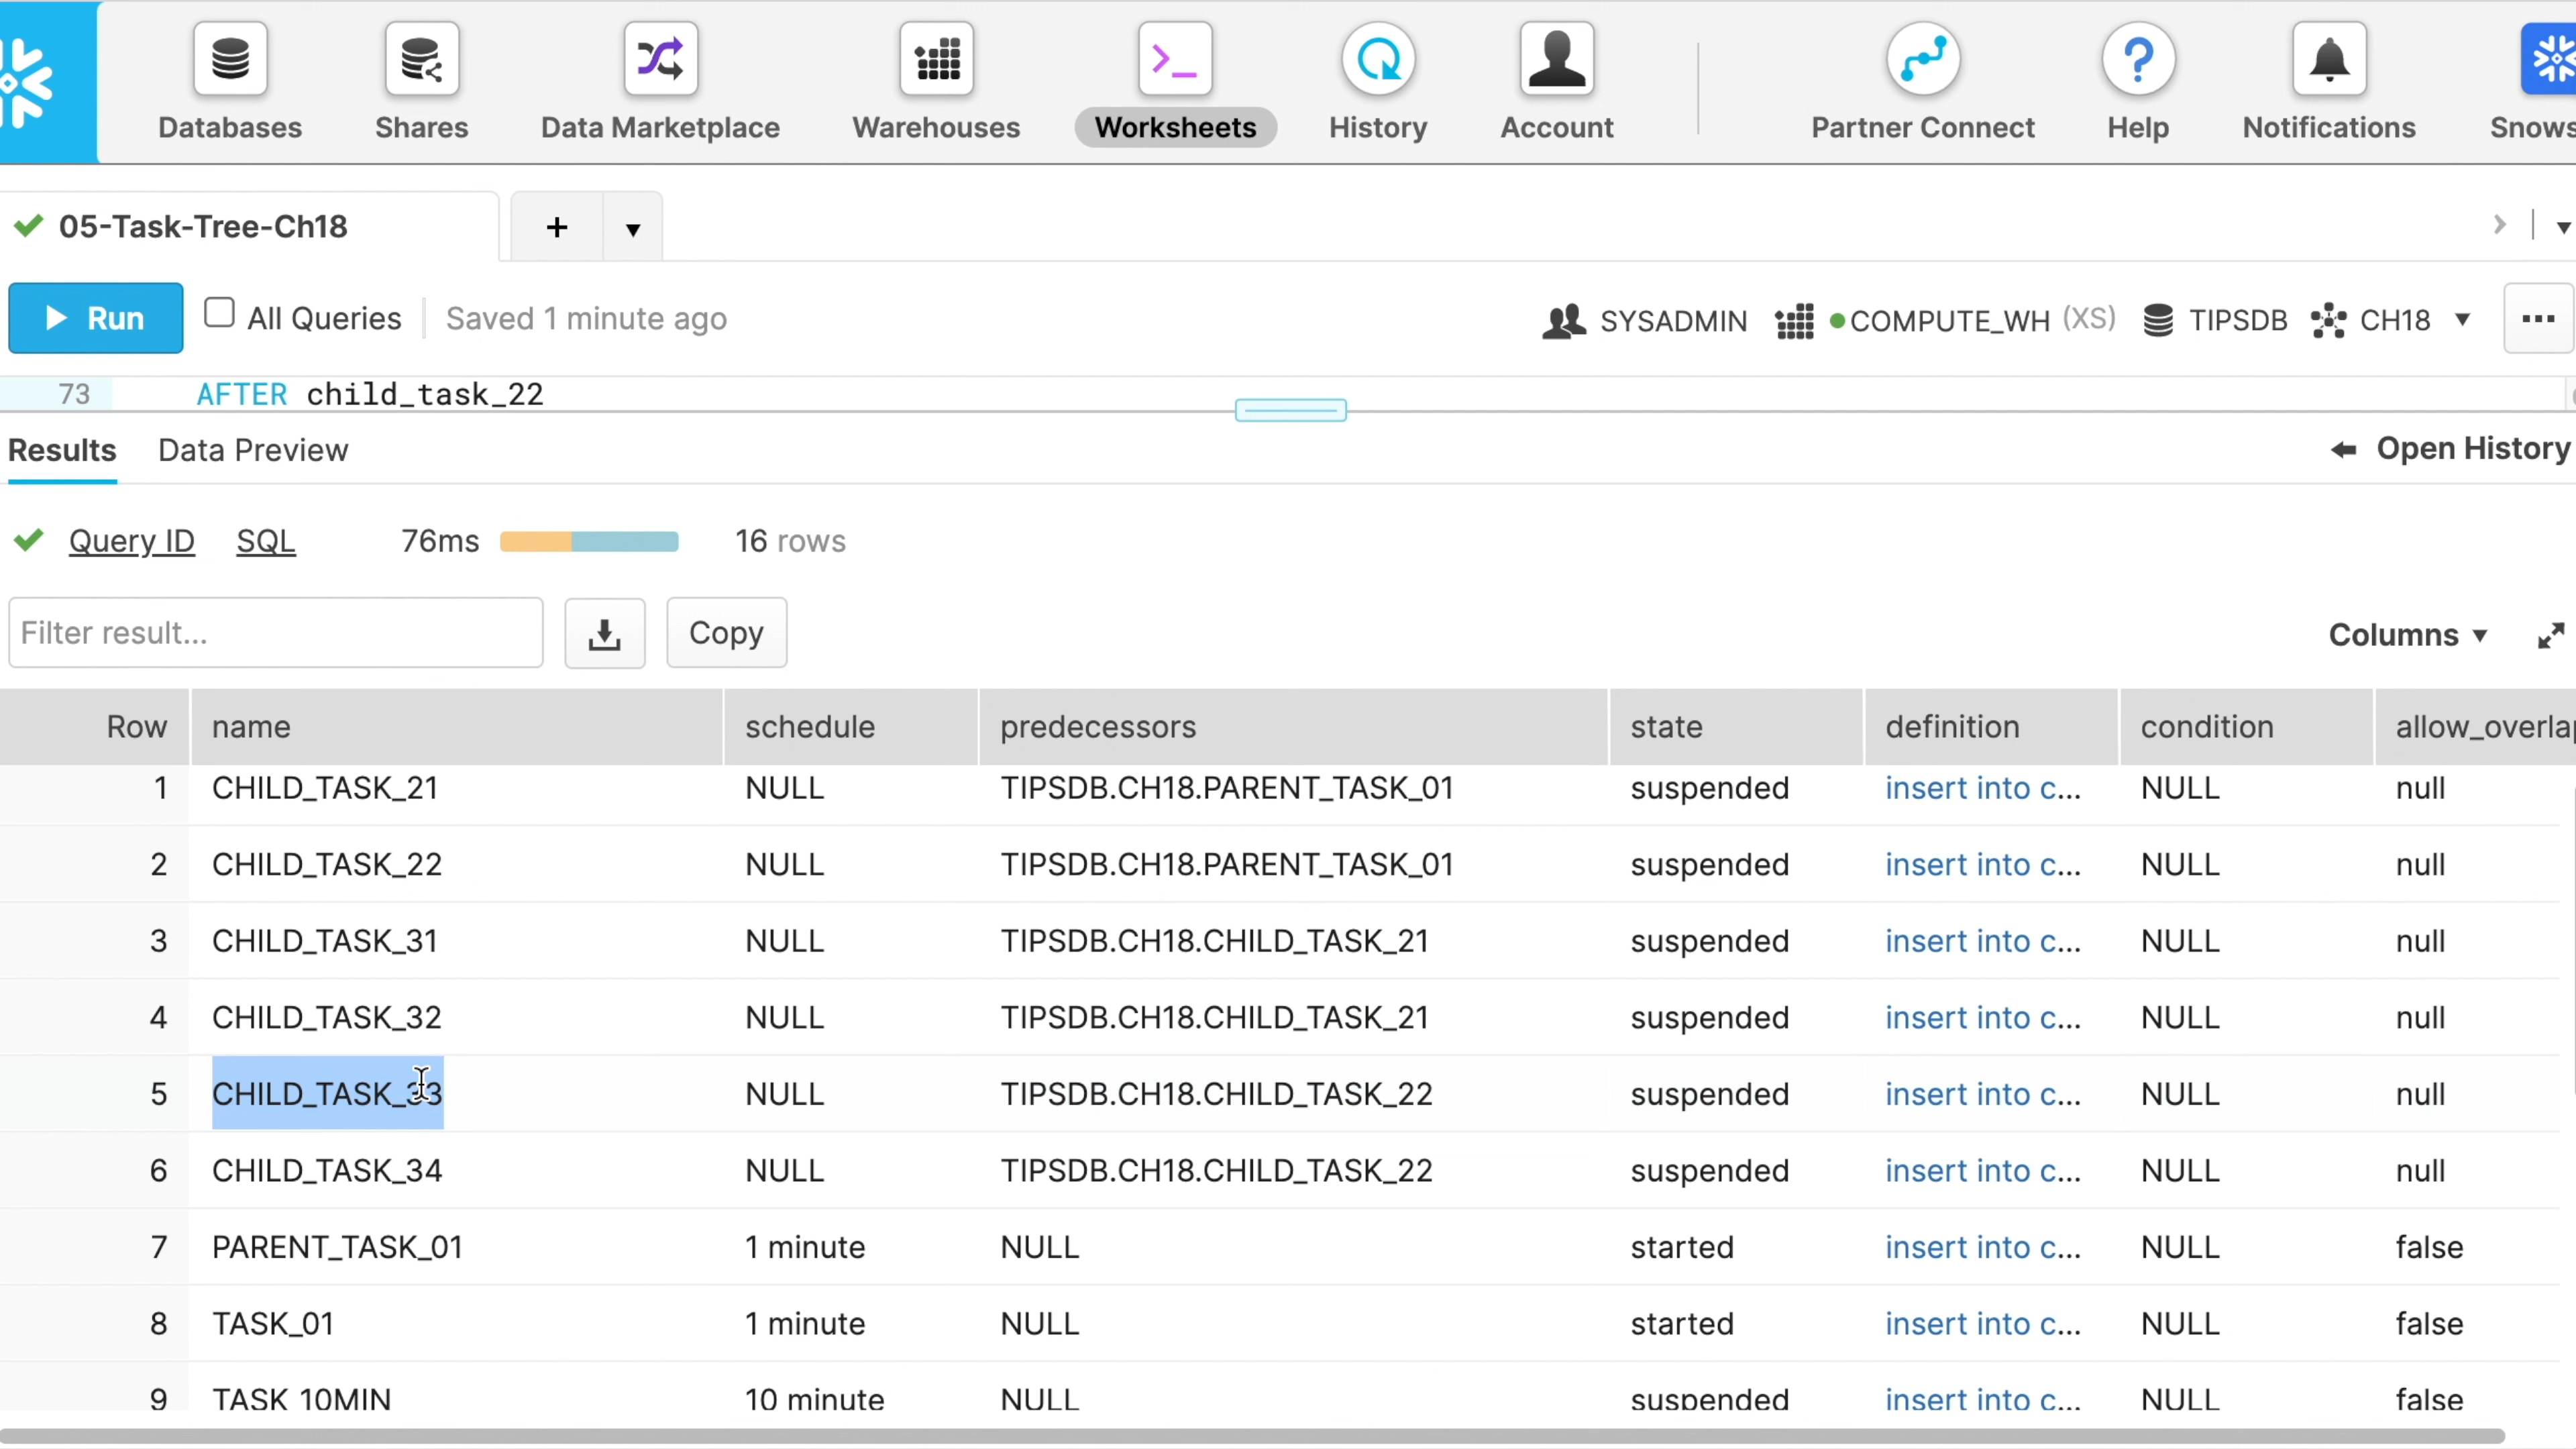 Databases Shares Data Marketplace Warehouses Worksheets History Account Partner Connect Help Notifications Snows
05-Task-Tree-Ch18 +
Run All Queries Saved 1 minute ago SYSADMIN COMPUTE_WH (XS) TIPSDB CH18 ...
73 AFTER child_task_22
Results Data Preview Open History
Query ID SQL 76ms 16 rows
Filter result... Copy Columns
Row name schedule predecessors state definition condition allow_overlap
1 CHILD_TASK_21 NULL TIPSDB.CH18.PARENT_TASK_01 suspended insert into c... NULL null
2 CHILD_TASK_22 NULL TIPSDB.CH18.PARENT_TASK_01 suspended insert into c... NULL null
3 CHILD_TASK_31 NULL TIPSDB.CH18.CHILD_TASK_21 suspended insert into c... NULL null
4 CHILD_TASK_32 NULL TIPSDB.CH18.CHILD_TASK_21 suspended insert into c... NULL null
5 CHILD_TASK_33 NULL TIPSDB.CH18.CHILD_TASK_22 suspended insert into c... NULL null
6 CHILD_TASK_34 NULL TIPSDB.CH18.CHILD_TASK_22 suspended insert into c... NULL null
7 PARENT_TASK_01 1 minute NULL started insert into c... NULL false
8 TASK_01 1 minute NULL started insert into c... NULL false
9 TASK 10MIN 10 minute NULL suspended insert into c... NULL false